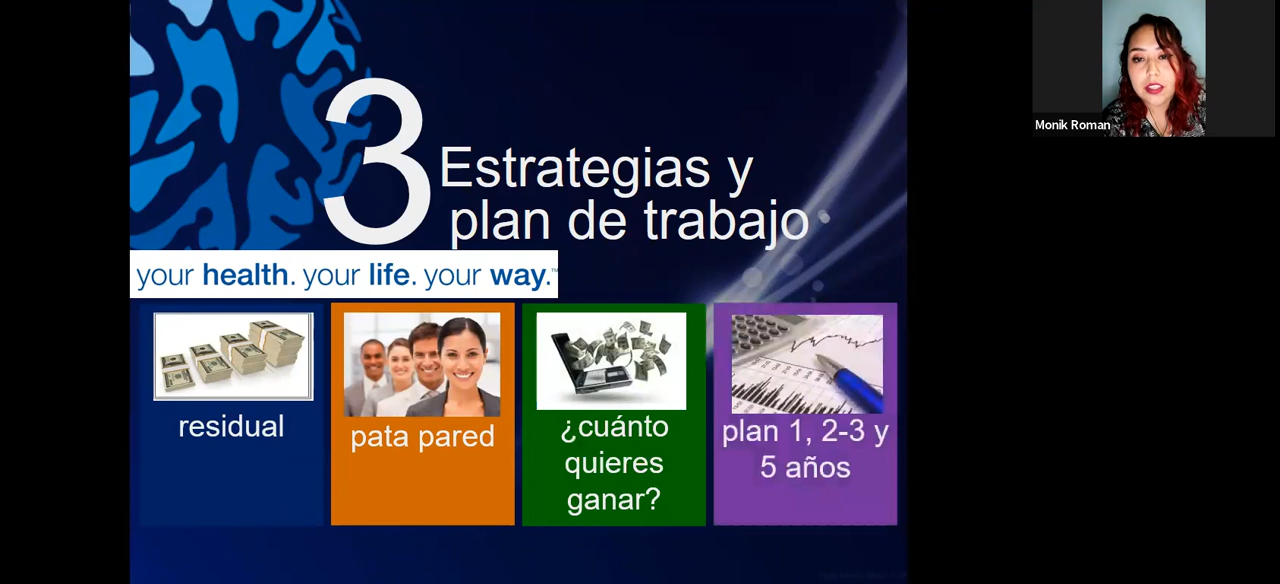 3
Estrategias y
plan de trabajo
your health. your life. your way.™
residual
pata pared
¿cuánto
quieres
ganar?
plan 1, 2-3 y
5 años
Monik Roman